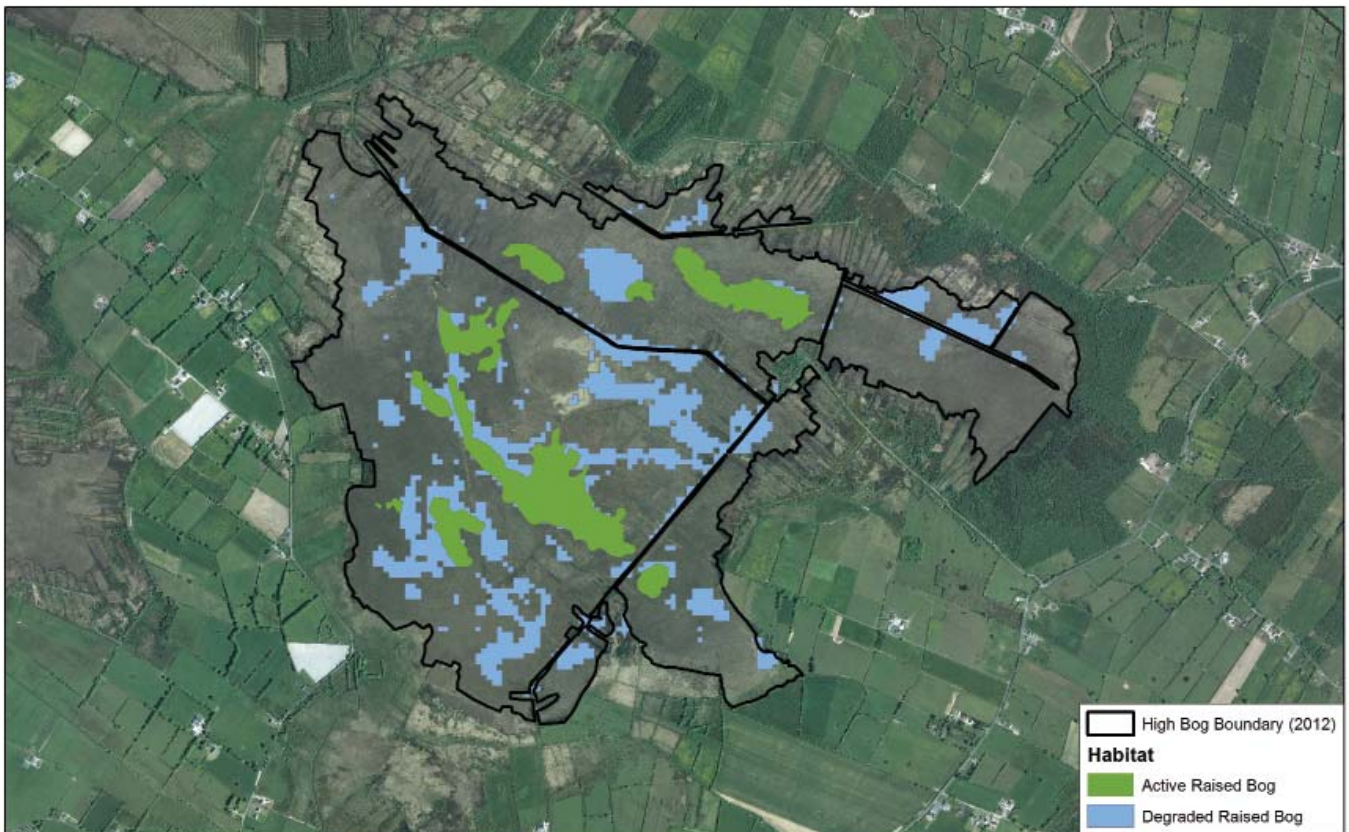 High Bog Boundary (2012)
Habitat
Active Raised Bog
Degraded Raised Bog